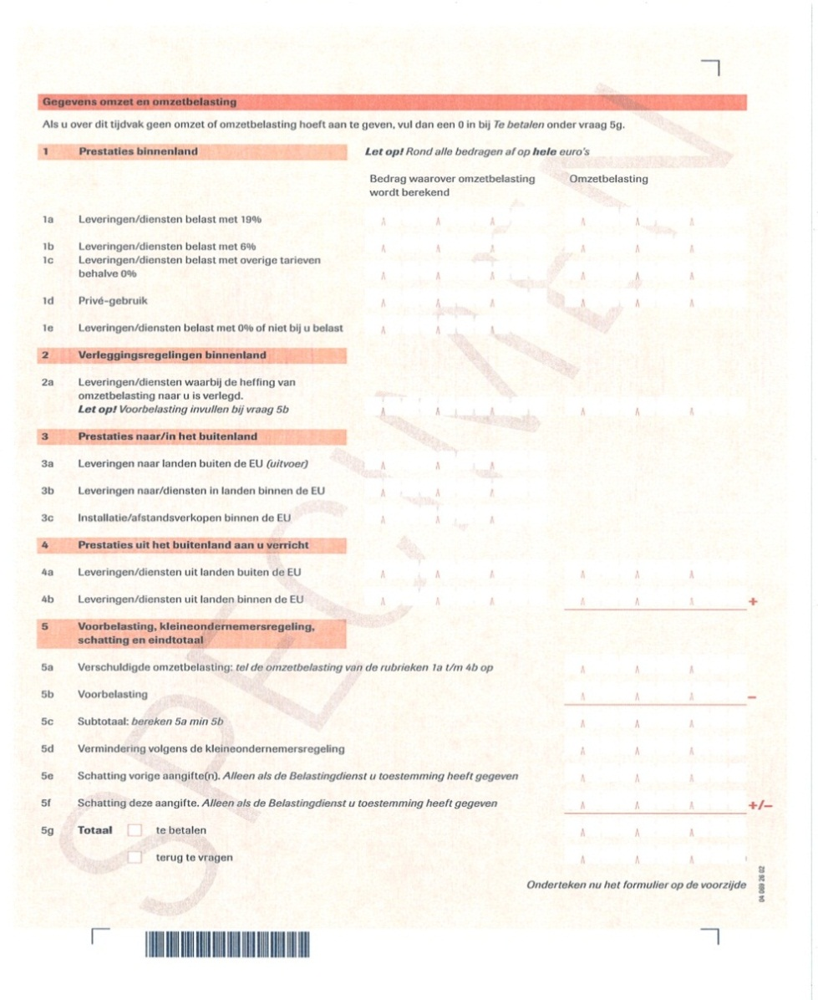 Gegevens omzet en omzetbelasting
Als u over dit tijdvak geen omzet of omzetbelasting hoeft aan te geven, vul dan een 0 in bij Te betalen onder vraag 5g.
1 Prestaties binnenland Let op! Rond alle bedragen af op hele euro's
Bedrag waarover omzetbelasting Omzetbelasting
wordt berekend
1a Leveringen/diensten belast met 19%
1b Leveringen/diensten belast met 6%
1c Leveringen/diensten belast met overige tarieven
behalve 0%
1d Privé-gebruik
1e Leveringen/diensten belast met 0% of niet bij u belast
2 Verleggingsregelingen binnenland
2a Leveringen/diensten waarbij de heffing van
omzetbelasting naar u is verlegd.
Let op! Voorbelasting invullen bij vraag 5b
3 Prestaties naar/in het buitenland
3a Leveringen naar landen buiten de EU (uitvoer)
3b Leveringen naar/diensten in landen binnen de EU
3c Installatie/afstandsverkopen binnen de EU
4 Prestaties uit het buitenland aan u verricht
4a Leveringen/diensten uit landen buiten de EU
4b Leveringen/diensten uit landen binnen de EU +
5 Voorbelasting, kleineondernemersregeling,
schatting en eindtotaal
5a Verschuldigde omzetbelasting: tel de omzetbelasting van de rubrieken 1a t/m 4b op
5b Voorbelasting –
5c Subtotaal: bereken 5a min 5b
5d Vermindering volgens de kleineondernemersregeling
5e Schatting vorige aangifte(n). Alleen als de Belastingdienst u toestemming heeft gegeven
5f Schatting deze aangifte. Alleen als de Belastingdienst u toestemming heeft gegeven +/–
5g Totaal te betalen
terug te vragen
Onderteken nu het formulier op de voorzijde
04 069 26 02
SPECIMEN